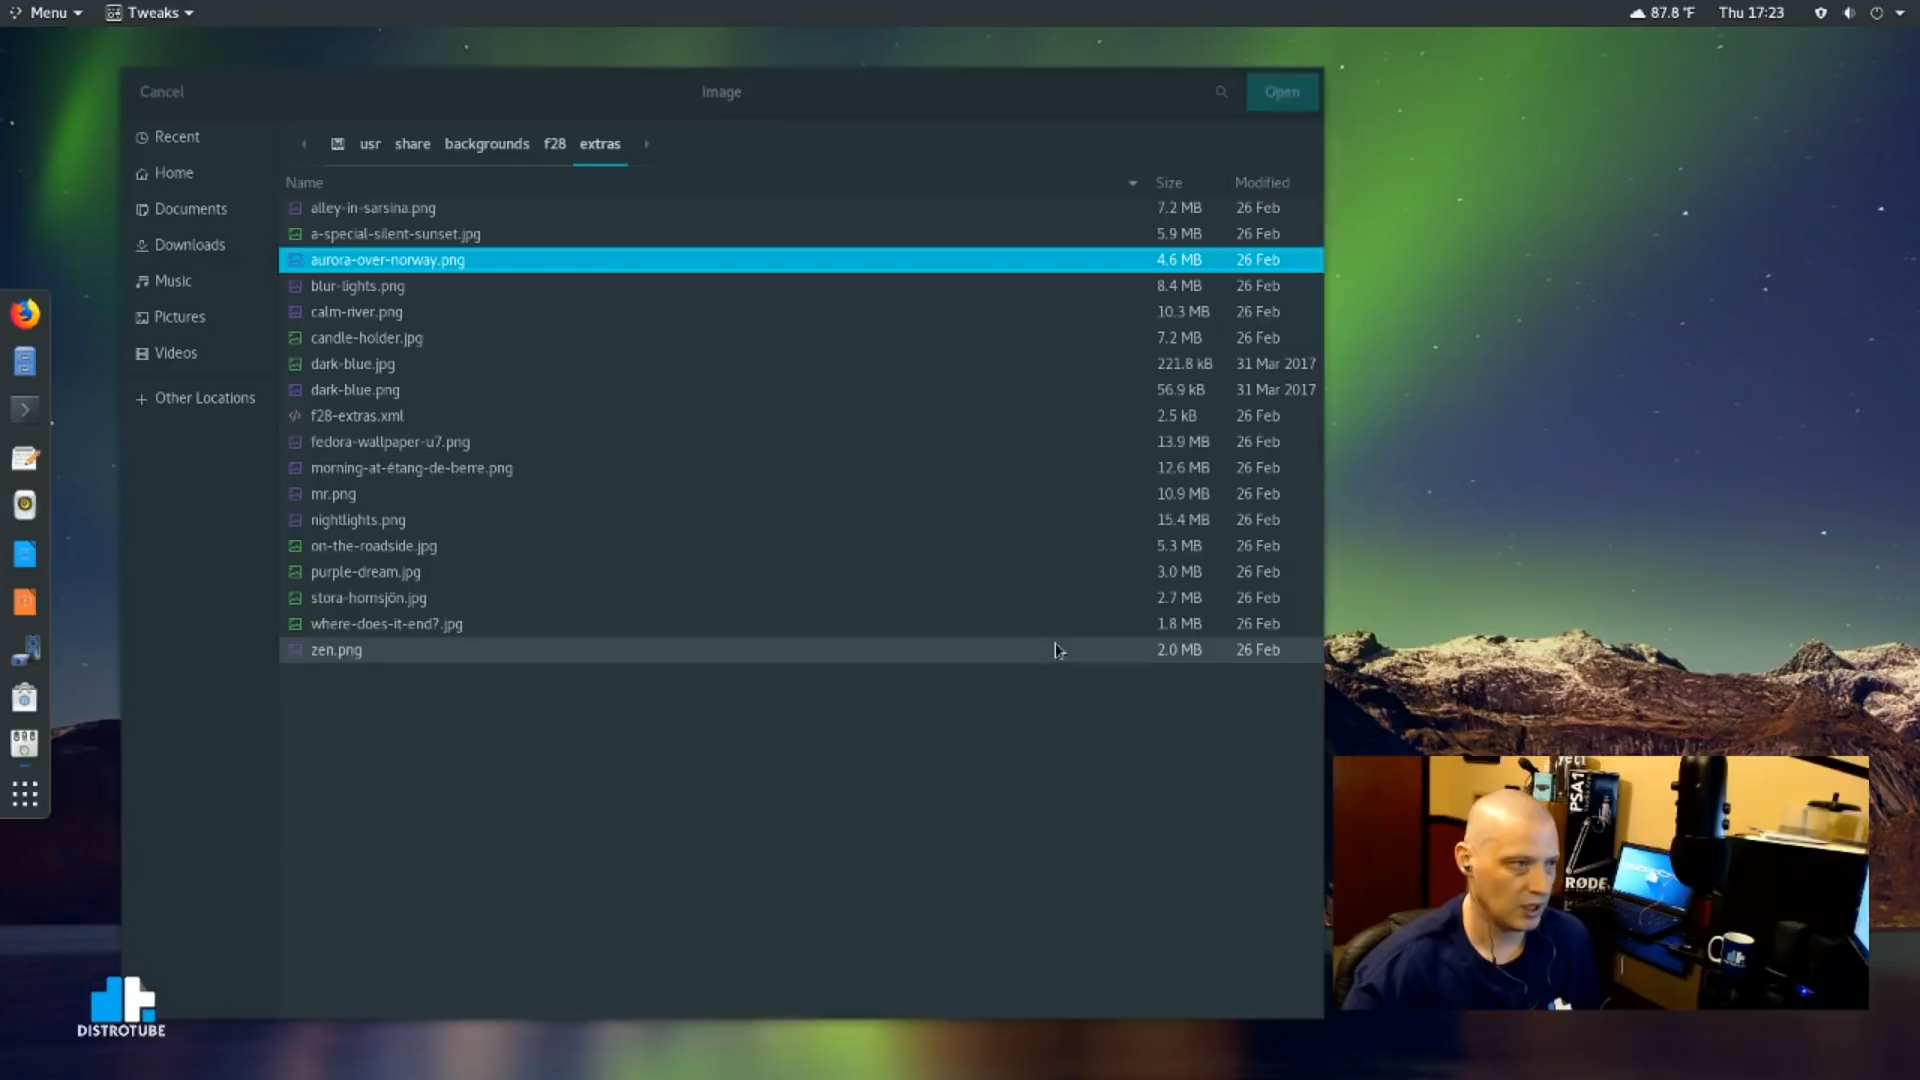 Menu Tweaks 87.8 °F Thu 17:23
Cancel Image Open
Recent
Home
Documents
Downloads
Music
Pictures
Videos
Other Locations
usr share backgrounds f28 extras
Name Size Modified
alley-in-sarsina.png 7.2 MB 26 Feb
a-special-silent-sunset.jpg 5.9 MB 26 Feb
aurora-over-norway.png 4.6 MB 26 Feb
blur-lights.png 8.4 MB 26 Feb
calm-river.png 10.3 MB 26 Feb
candle-holder.jpg 7.2 MB 26 Feb
dark-blue.jpg 221.8 kB 31 Mar 2017
dark-blue.png 56.9 kB 31 Mar 2017
f28-extras.xml 2.5 kB 26 Feb
fedora-wallpaper-u7.png 13.9 MB 26 Feb
morning-at-étang-de-berre.png 12.6 MB 26 Feb
mr.png 10.9 MB 26 Feb
nightlights.png 15.4 MB 26 Feb
on-the-roadside.jpg 5.3 MB 26 Feb
purple-dream.jpg 3.0 MB 26 Feb
stora-hornsjön.jpg 2.7 MB 26 Feb
where-does-it-end?.jpg 1.8 MB 26 Feb
zen.png 2.0 MB 26 Feb
PSA1
RØDE
DISTROTUBE